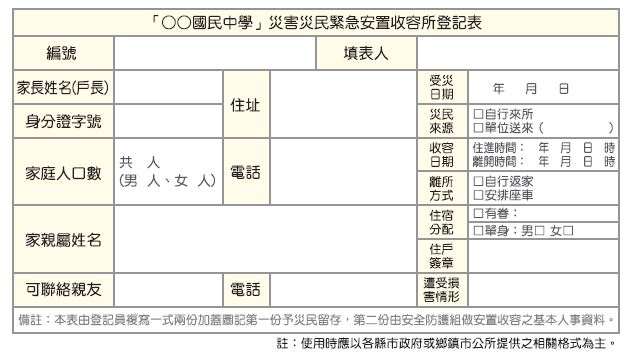 「○○國民中學」災害災民緊急安置收容所登記表
編號 填表人
家長姓名(戶長) 住址 受災日期 年 月 日
身分證字號 災民來源 □自行來所
□單位送來（ ）
家庭人口數 共 人
(男 人、女 人) 電話 收容日期 住進時間： 年 月 日 時
離開時間： 年 月 日 時
離所方式 □自行返家
□安排座車
家親屬姓名 住宿分配 □有眷：
□單身：男□ 女□
住戶簽章
可聯絡親友 電話 遭受損害情形
備註：本表由登記員複寫一式兩份加蓋圖記第一份予災民留存，第二份由安全防護組做安置收容之基本人事資料。
註：使用時應以各縣市政府或鄉鎮市公所提供之相關格式為主。